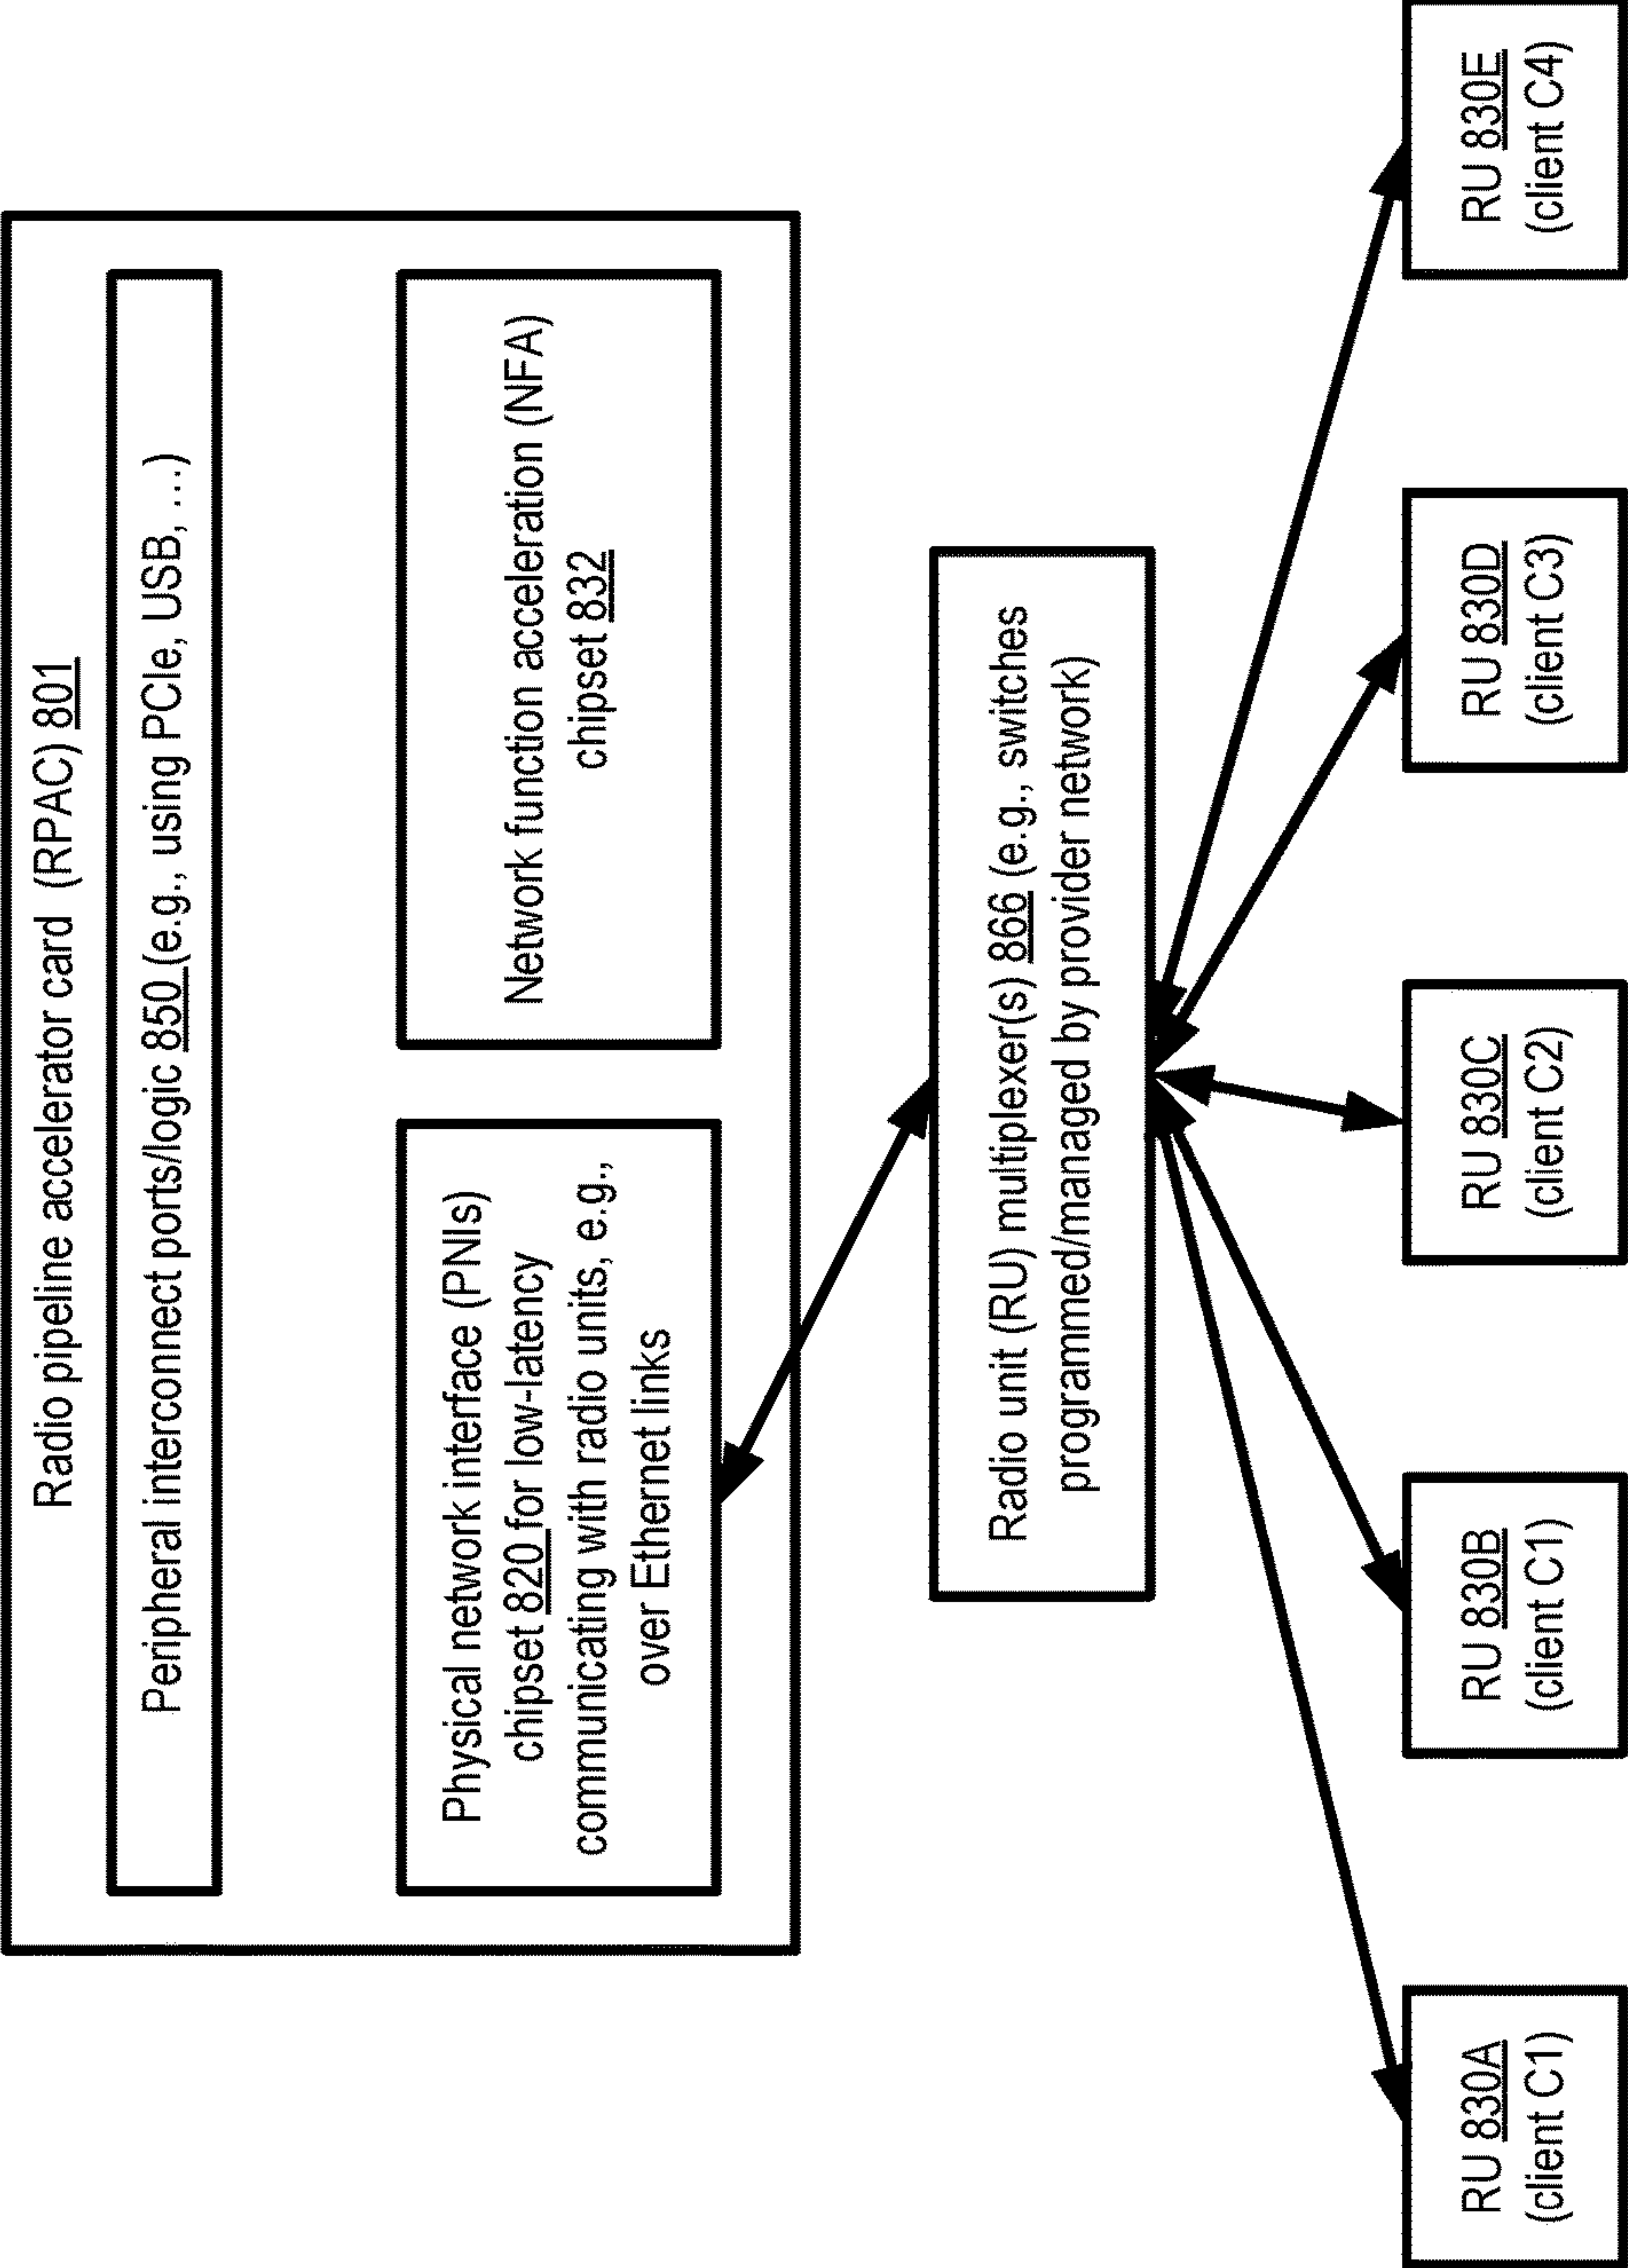 Radio pipeline accelerator card (RPAC) 801
Peripheral interconnect ports/logic 850 (e.g., using PCIe, USB, …)
Physical network interface (PNIs)
chipset 820 for low-latency
communicating with radio units, e.g.,
over Ethernet links
Network function acceleration (NFA)
chipset 832
Radio unit (RU) multiplexer(s) 866 (e.g., switches
programmed/managed by provider network)
RU 830A
(client C1)
RU 830B
(client C1)
RU 830C
(client C2)
RU 830D
(client C3)
RU 830E
(client C4)